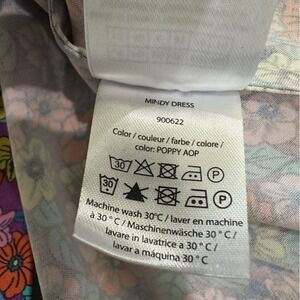 MINDY DRESS
900622
Color / couleur / farbe / colore /
color: POPPY AOP
30
P
30
P
Machine wash 30°C / laver en machine
à 30 °C / Maschinenwäsche 30 °C /
lavare in lavatrice a 30 °C /
lavar a máquina 30 °C